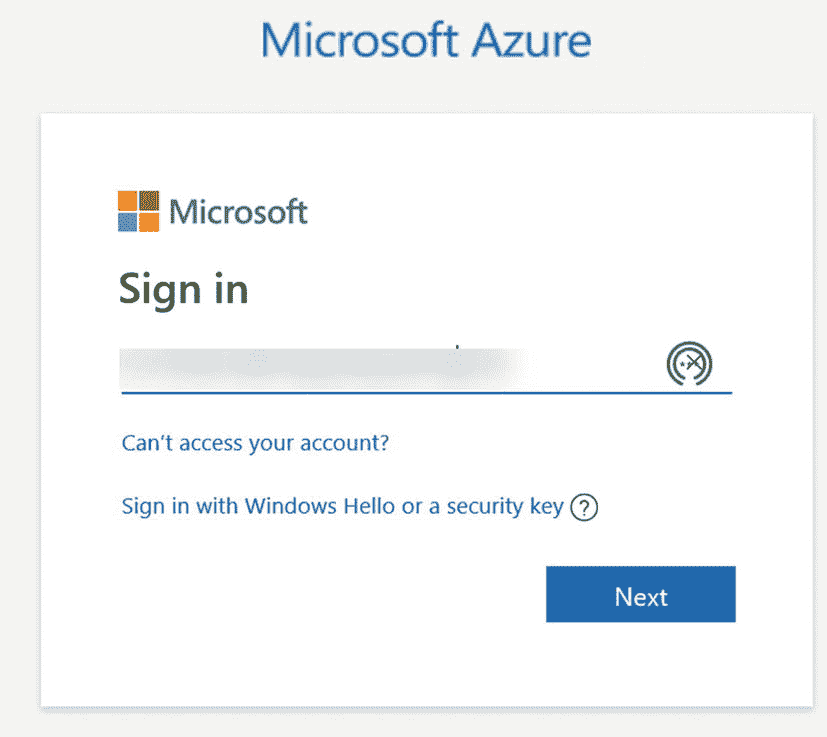 Microsoft Azure
Microsoft
Sign in
Can't access your account?
Sign in with Windows Hello or a security key ?
Next